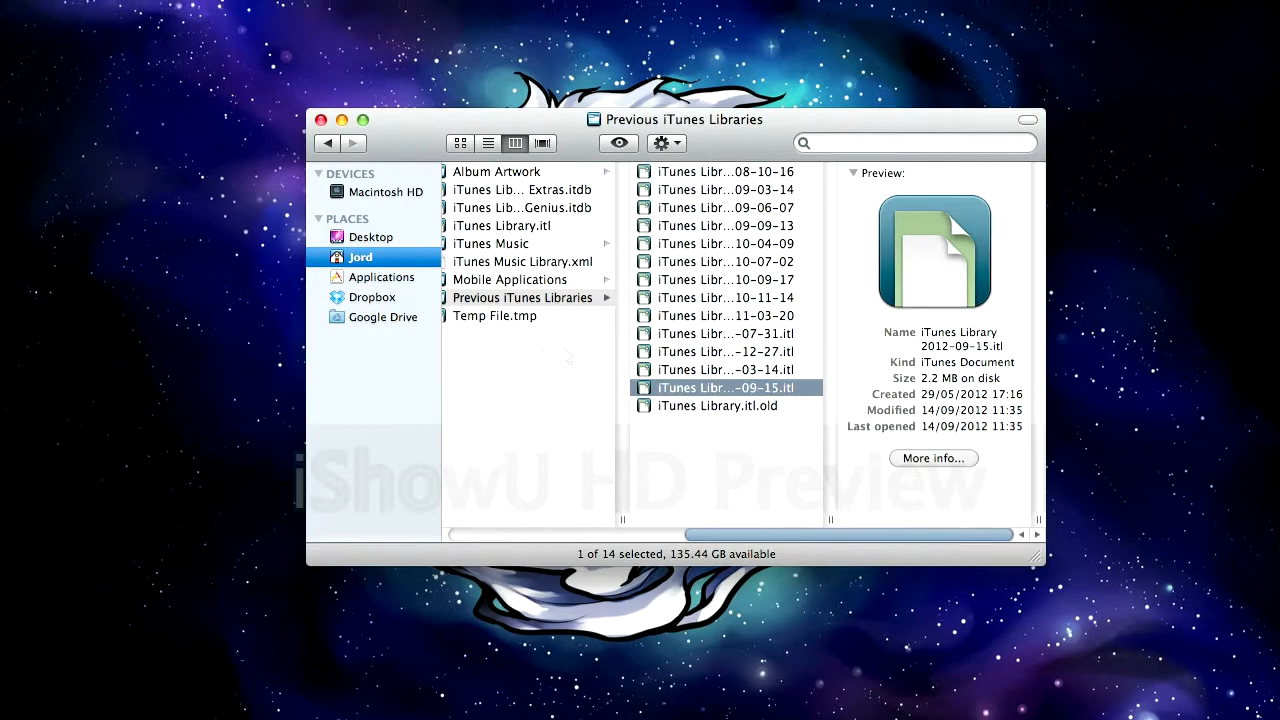 Previous iTunes Libraries
DEVICES
Macintosh HD
PLACES
Desktop
Jord
Applications
Dropbox
Google Drive
Album Artwork
iTunes Lib... Extras.itdb
iTunes Lib...Genius.itdb
iTunes Library.itl
iTunes Music
iTunes Music Library.xml
Mobile Applications
Previous iTunes Libraries
Temp File.tmp
iTunes Libr...08-10-16
iTunes Libr...09-03-14
iTunes Libr...09-06-07
iTunes Libr...09-09-13
iTunes Libr...10-04-09
iTunes Libr...10-07-02
iTunes Libr...10-09-17
iTunes Libr...10-11-14
iTunes Libr...11-03-20
iTunes Libr...-07-31.itl
iTunes Libr...-12-27.itl
iTunes Libr...-03-14.itl
iTunes Libr...-09-15.itl
iTunes Library.itl.old
Preview:
Name iTunes Library
2012-09-15.itl
Kind iTunes Document
Size 2.2 MB on disk
Created 29/05/2012 17:16
Modified 14/09/2012 11:35
Last opened 14/09/2012 11:35
More info...
iShowU HD Preview
1 of 14 selected, 135.44 GB available